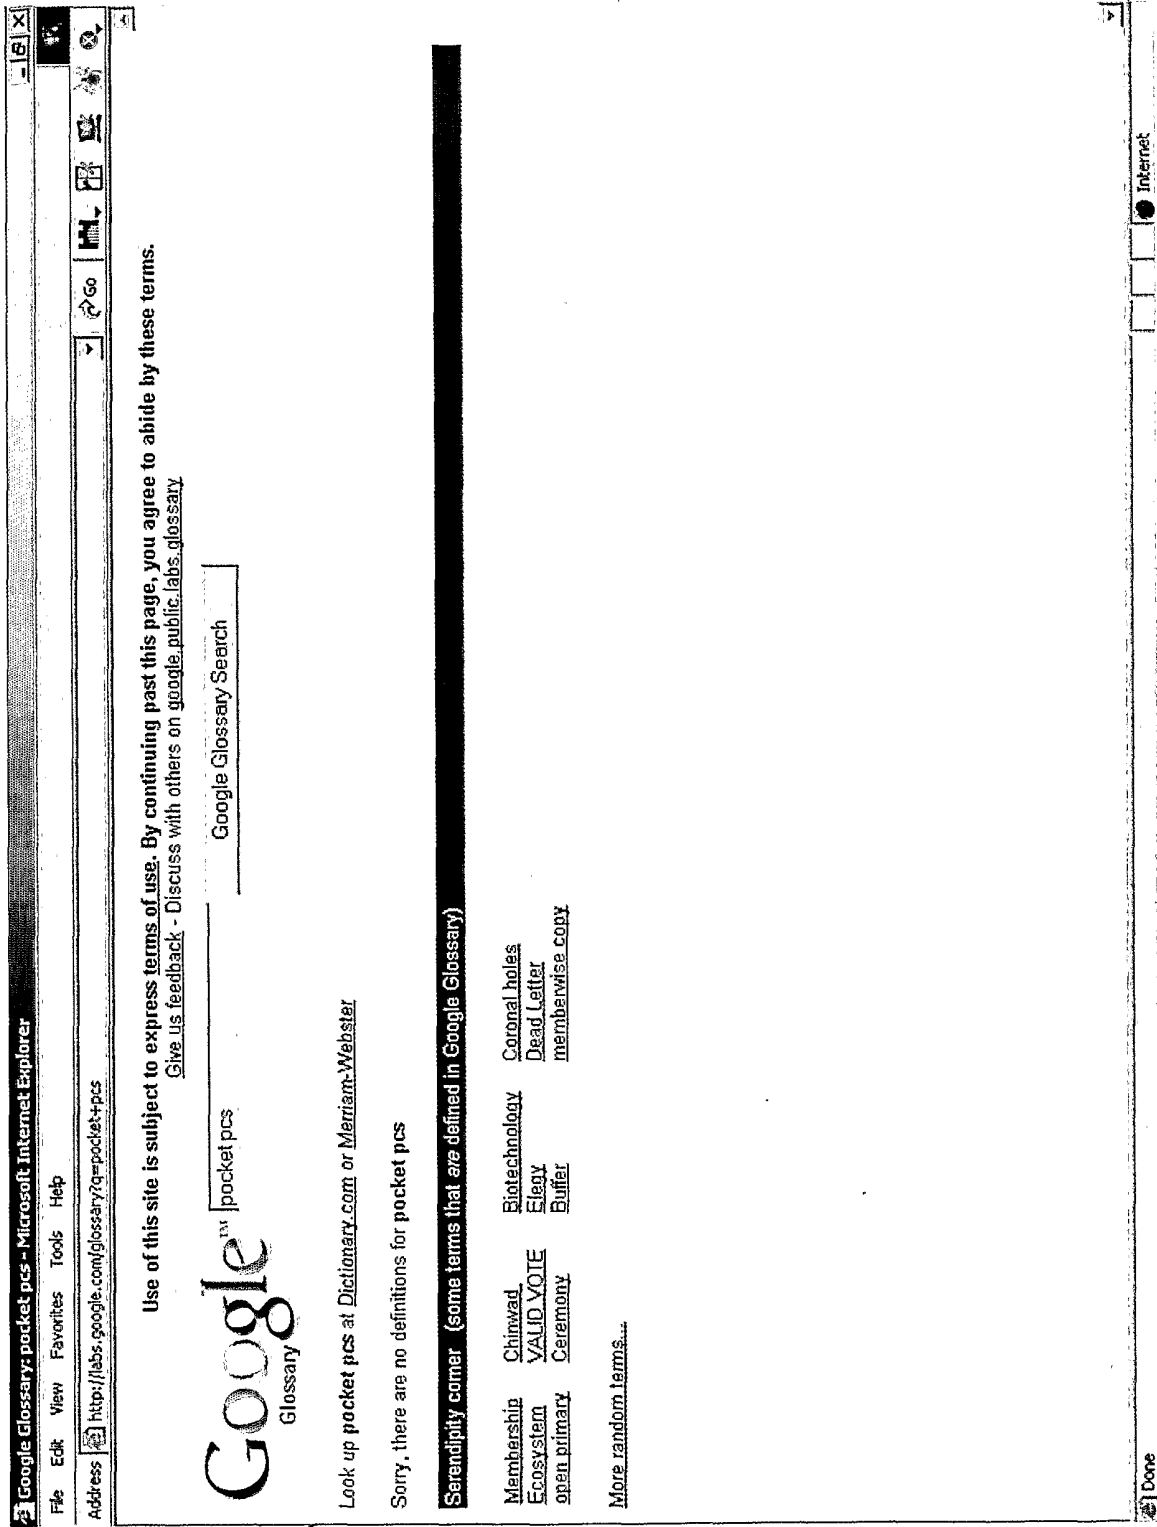 Google Glossary: pocket pcs - Microsoft Internet Explorer
File Edit View Favorites Tools Help
Address http://labs.google.com/glossary?q=pocket+pcs Go
Use of this site is subject to express terms of use. By continuing past this page, you agree to abide by these terms.
Give us feedback - Discuss with others on google.public.labs.glossary
Google™ pocket pcs Google Glossary Search
Glossary
Look up pocket pcs at Dictionary.com or Merriam-Webster
Sorry, there are no definitions for pocket pcs
Serendipity corner (some terms that are defined in Google Glossary)
Membership Chinwad Biotechnology Coronal holes
Ecosystem VALID VOTE Elegy Dead Letter
open primary Ceremony Buffer memberwise copy
More random terms...
Done Internet